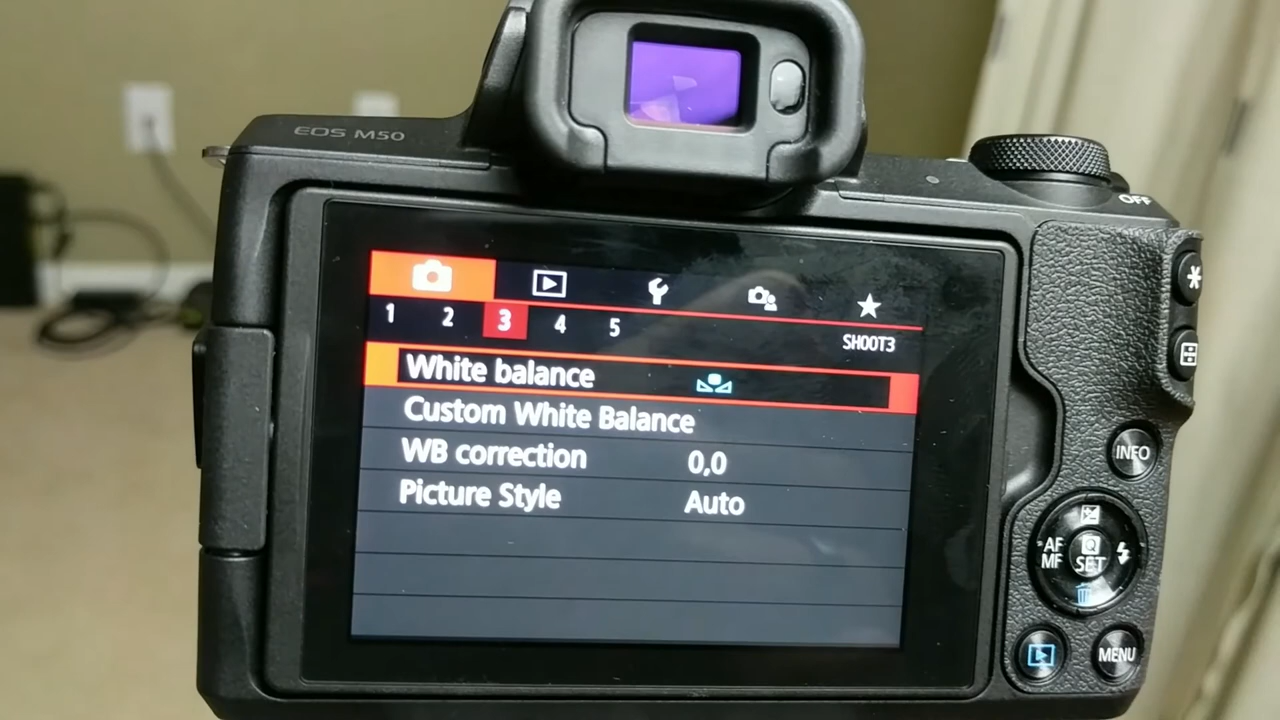 EOS M50
OFF
1 2 3 4 5
SHOOT3
White balance
Custom White Balance
WB correction 0,0
Picture Style Auto
INFO
AF
MF
SET
MENU